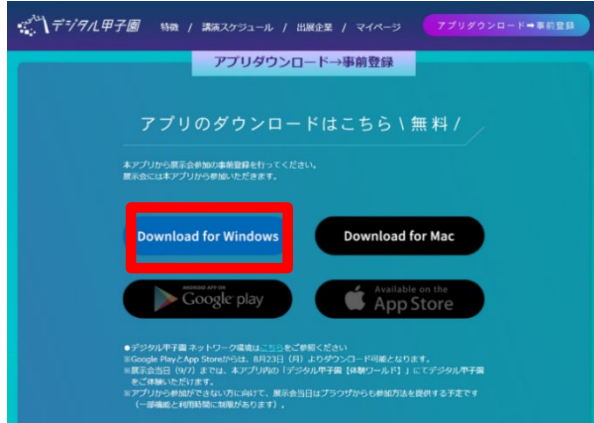 デジタル甲子園 特徴 / 講演スケジュール / 出展企業 / マイページ アプリダウンロード➡事前登録
アプリダウンロード→事前登録
アプリのダウンロードはこちら \ 無料 /
本アプリから展示会参加の事前登録を行ってください。
展示会には本アプリから参加いただきます。
Download for Windows Download for Mac
ANDROID APP ON Available on the
Google play App Store
●デジタル甲子園 ネットワーク環境はこちらをご参照ください
※Google PlayとApp Storeからは、8月23日（月）よりダウンロード可能となります。
※展示会当日（9/7）までは、本アプリ内の「デジタル甲子園【体験ワールド】」にてデジタル甲子園
をご体験いただけます。
※アプリから参加ができない方に向けて、展示会当日はブラウザからも参加方法を提供する予定です
（一部機能と利用時間に制限があります）.